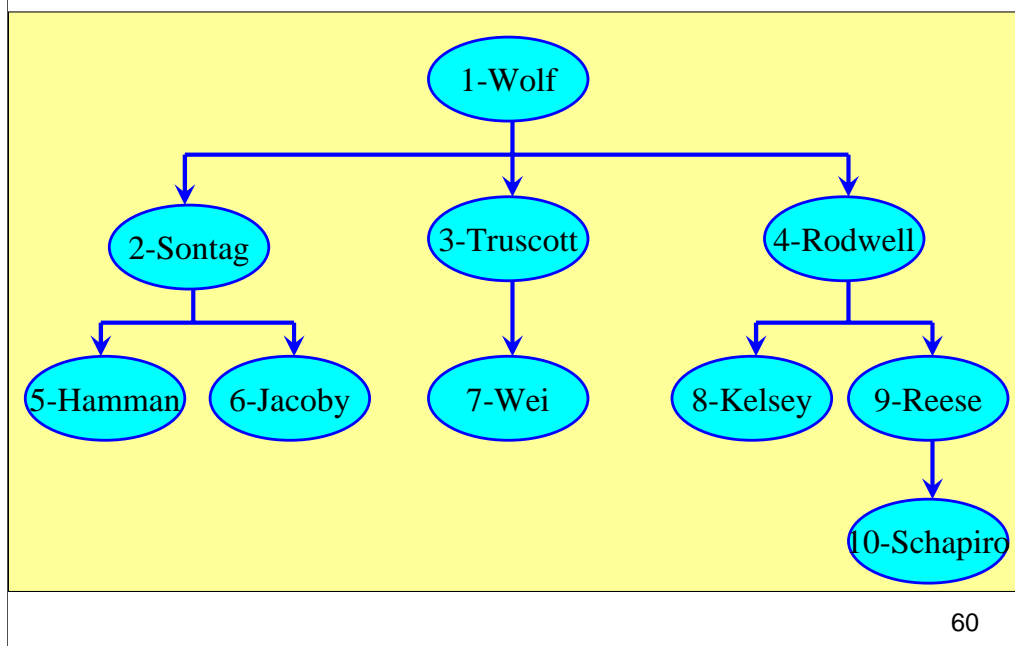 1-Wolf
2-Sontag
3-Truscott
4-Rodwell
5-Hamman
6-Jacoby
7-Wei
8-Kelsey
9-Reese
10-Schapiro
60